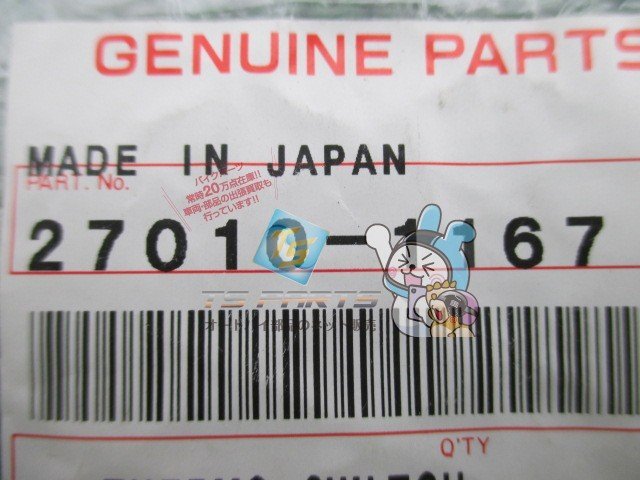 GENUINE PARTS
MADE IN JAPAN
PART. No.
バイクパーツ
常時20万点在庫!!
車両・部品の出張買取も
行っています!!
27010-1167
TS PARTS
オートバイ部品のネット販売
Q'TY